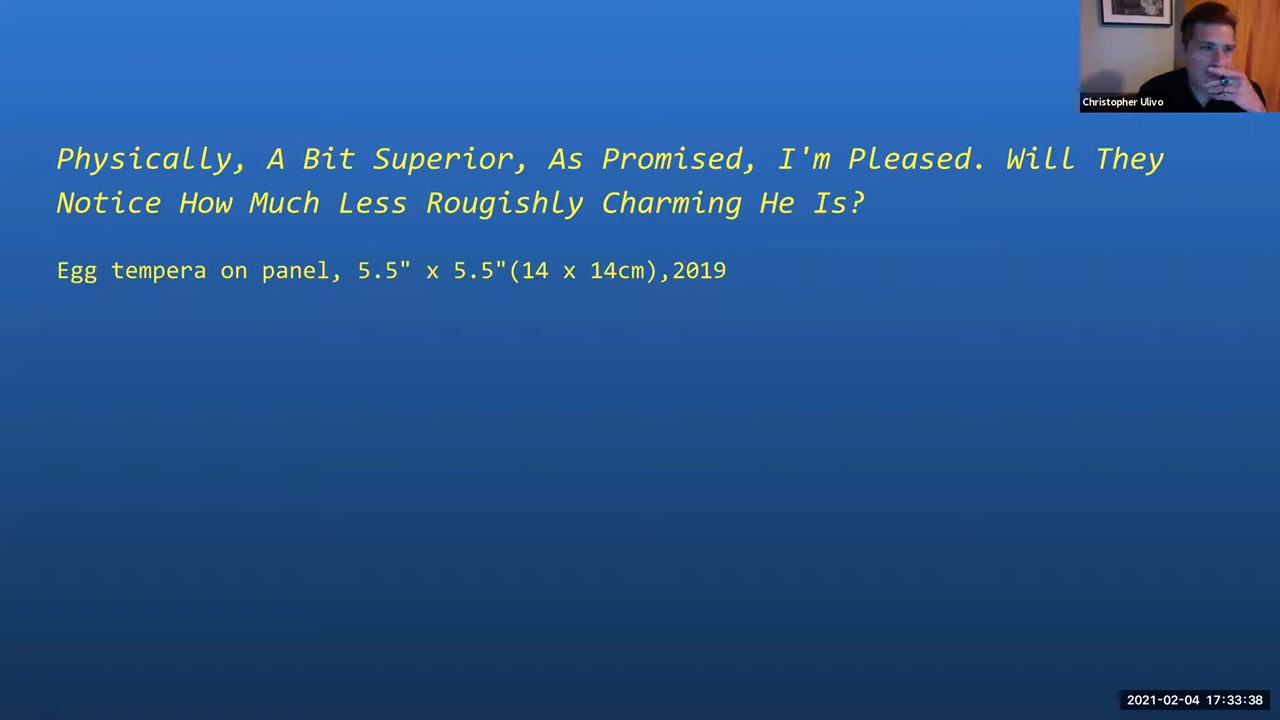 Christopher Ulivo
Physically, A Bit Superior, As Promised, I'm Pleased. Will They
Notice How Much Less Rougishly Charming He Is?
Egg tempera on panel, 5.5" x 5.5"(14 x 14cm),2019
2021-02-04 17:33:38